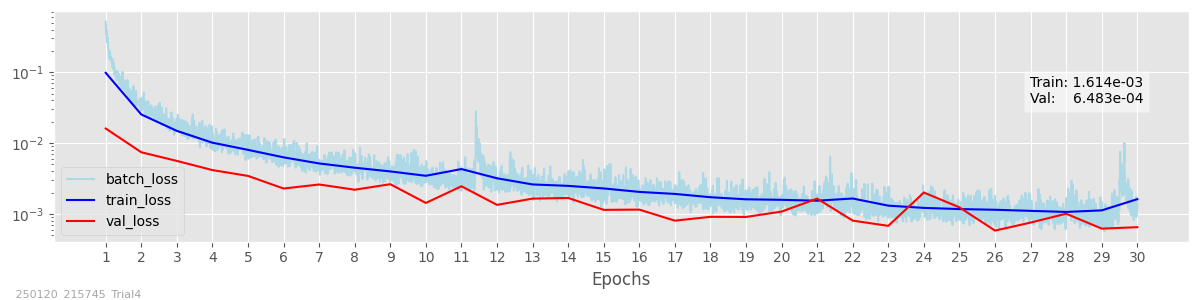 10⁻¹
10⁻²
10⁻³
Train: 1.614e-03
Val: 6.483e-04
batch_loss
train_loss
val_loss
1 2 3 4 5 6 7 8 9 10 11 12 13 14 15 16 17 18 19 20 21 22 23 24 25 26 27 28 29 30
Epochs
250120_215745_Trial4